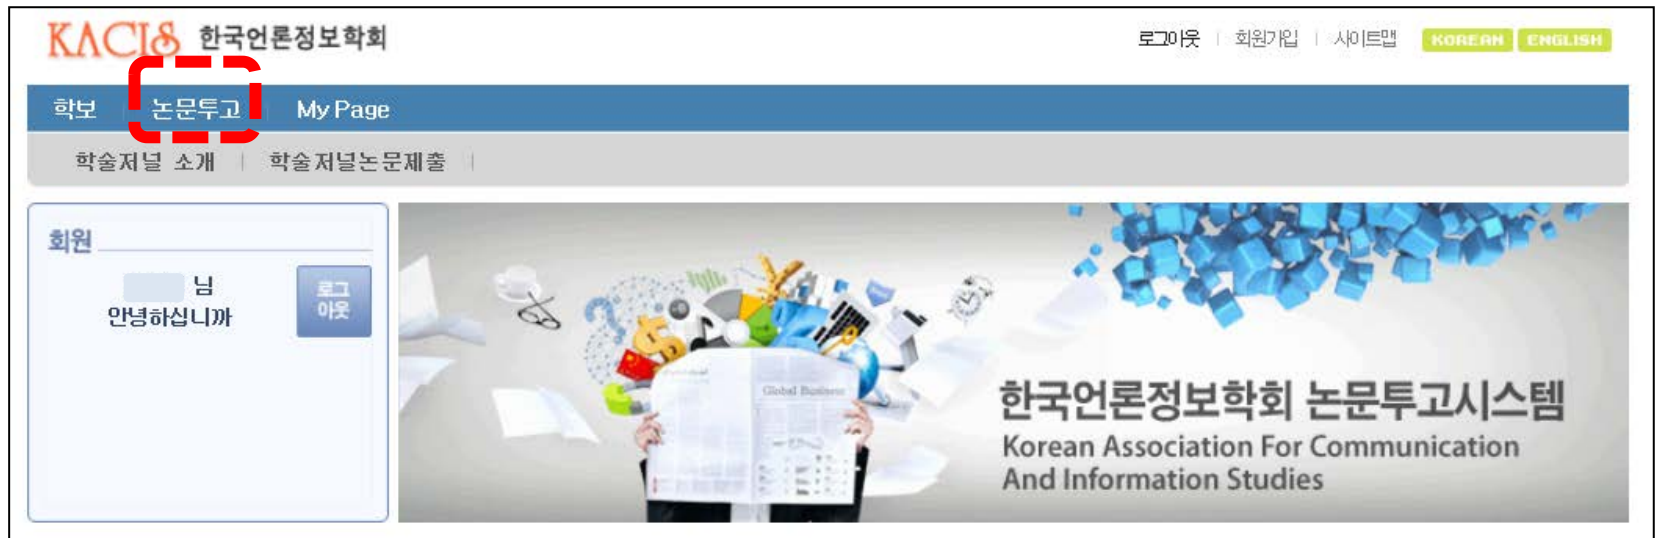 KACIS 한국언론정보학회
로그아웃 회원가입 사이트맵 KOREAN ENGLISH
학보 논문투고 My Page
학술저널 소개 학술저널논문제출
회원
님
안녕하십니까
로그
아웃
Global Business
한국언론정보학회 논문투고시스템
Korean Association For Communication
And Information Studies